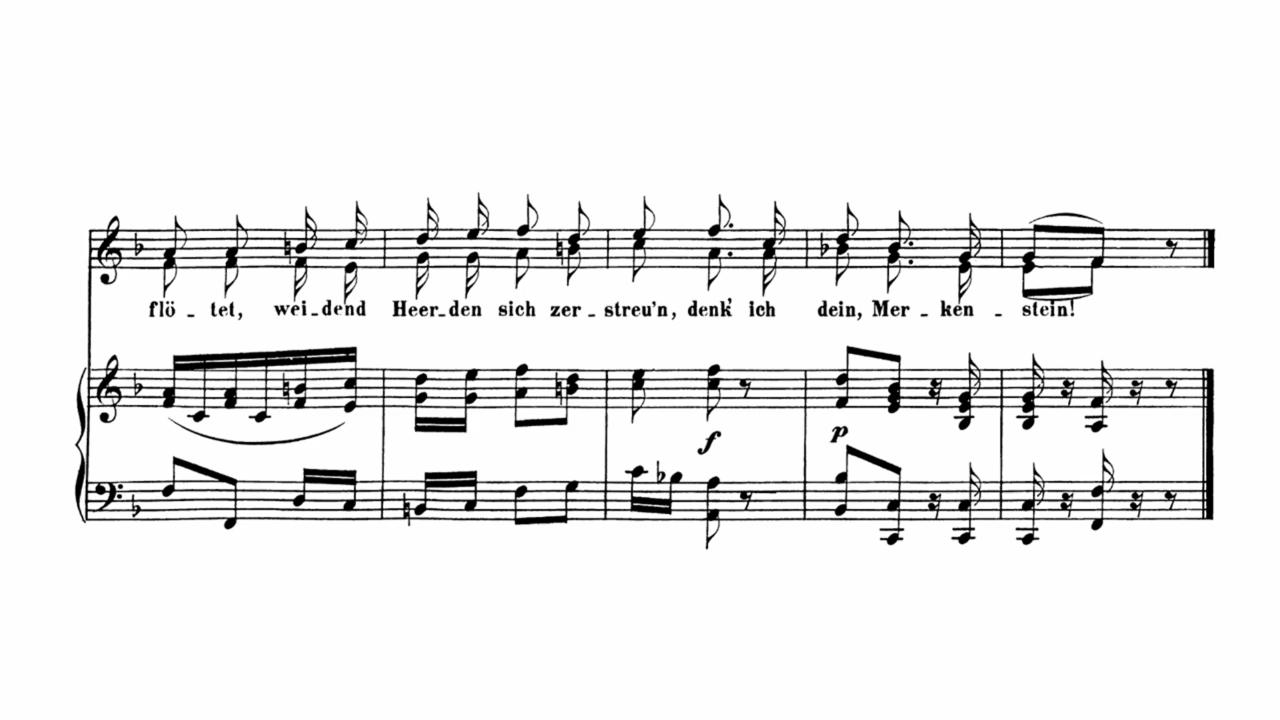 flö - tet, wei - dend Heer - den sich zer - streu'n, denk' ich dein, Mer - ken - stein!
f p